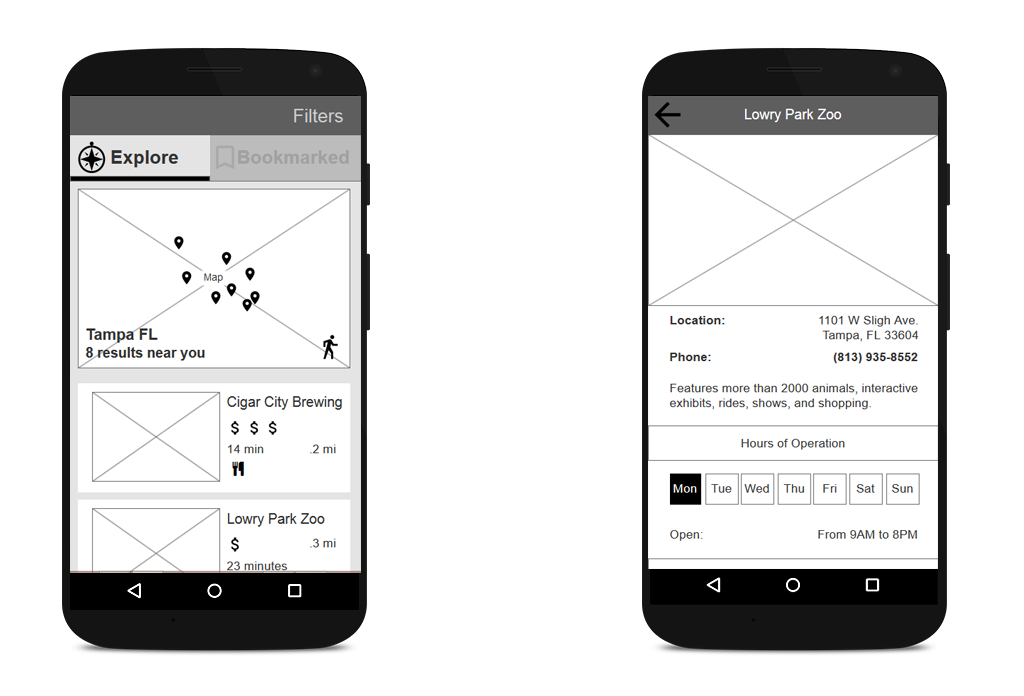 Filters
Explore
Bookmarked
Map
Tampa FL
8 results near you
Cigar City Brewing
$ $ $
14 min .2 mi
Lowry Park Zoo
$ .3 mi
23 minutes
Lowry Park Zoo
Location: 1101 W Sligh Ave.
Tampa, FL 33604
Phone: (813) 935-8552
Features more than 2000 animals, interactive
exhibits, rides, shows, and shopping.
Hours of Operation
Mon Tue Wed Thu Fri Sat Sun
Open: From 9AM to 8PM